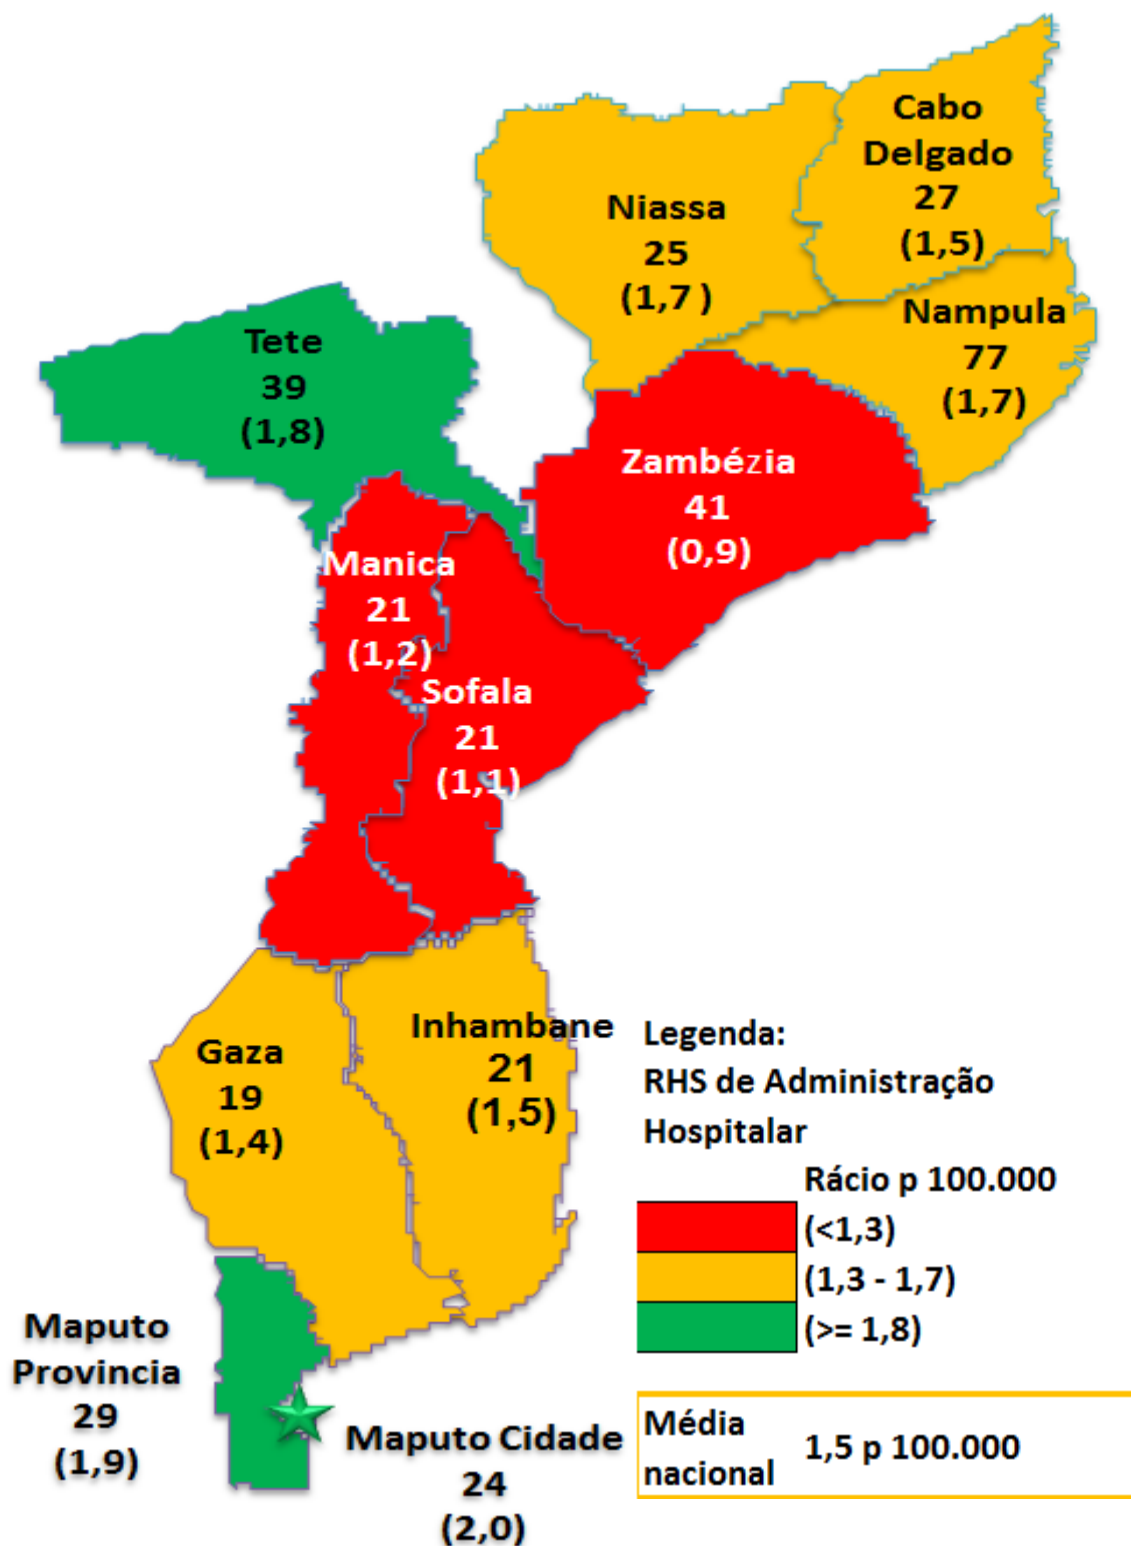 Cabo
Delgado
27
(1,5)
Niassa
25
(1,7 )
Nampula
77
(1,7)
Tete
39
(1,8)
Zambézia
41
(0,9)
Manica
21
(1,2)
Sofala
21
(1,1)
Inhambane
21
(1,5)
Gaza
19
(1,4)
Maputo
Provincia
29
(1,9)
Maputo Cidade
24
(2,0)
Legenda:
RHS de Administração
Hospitalar
Rácio p 100.000
(<1,3)
(1,3 - 1,7)
(>= 1,8)
Média
nacional
1,5 p 100.000